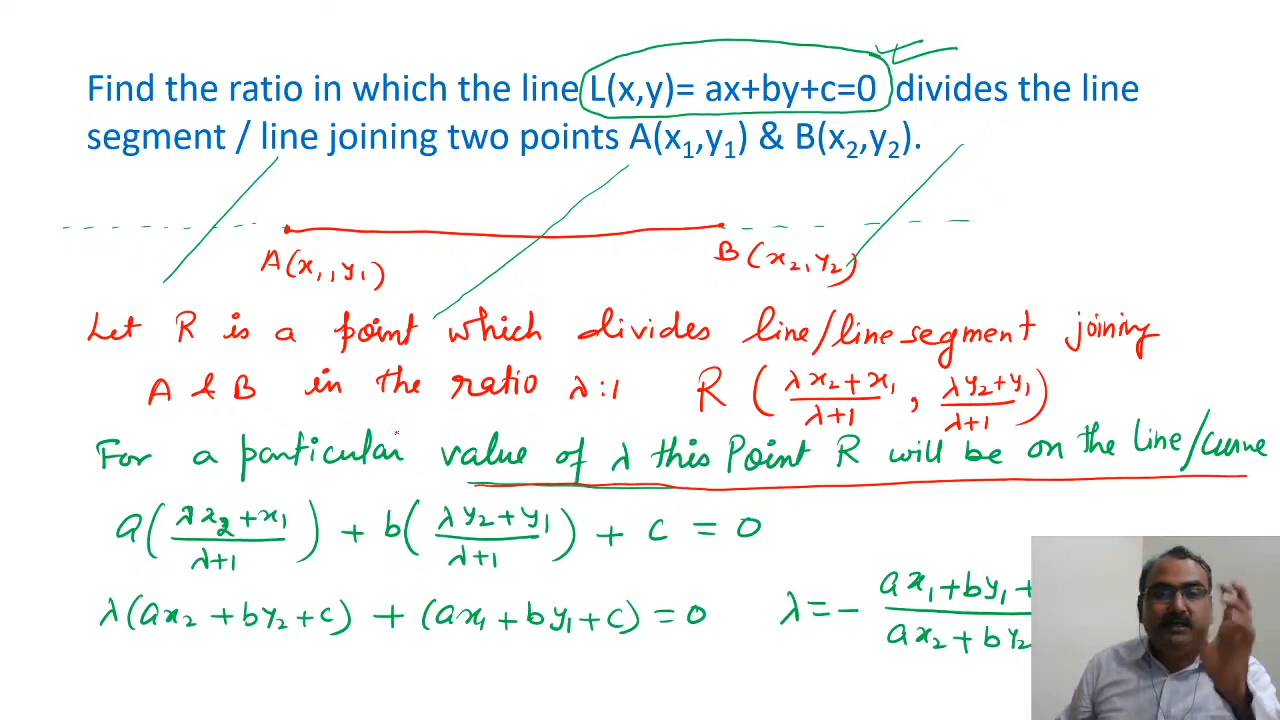 Find the ratio in which the line L(x,y)= ax+by+c=0 divides the line
segment / line joining two points A(x₁,y₁) & B(x₂,y₂).
A(x₁,y₁) B(x₂,y₂)
Let R is a point which divides line/line segment joining
A & B in the ratio λ:1 R ( (λx₂+x₁)/(λ+1) , (λy₂+y₁)/(λ+1) )
For a particular value of λ this Point R will be on the Line/curve
a( (λx₂+x₁)/(λ+1) ) + b( (λy₂+y₁)/(λ+1) ) + c = 0
λ(ax₂+by₂+c) + (ax₁+by₁+c) = 0 λ = - (ax₁+by₁+)/(ax₂+by₂)